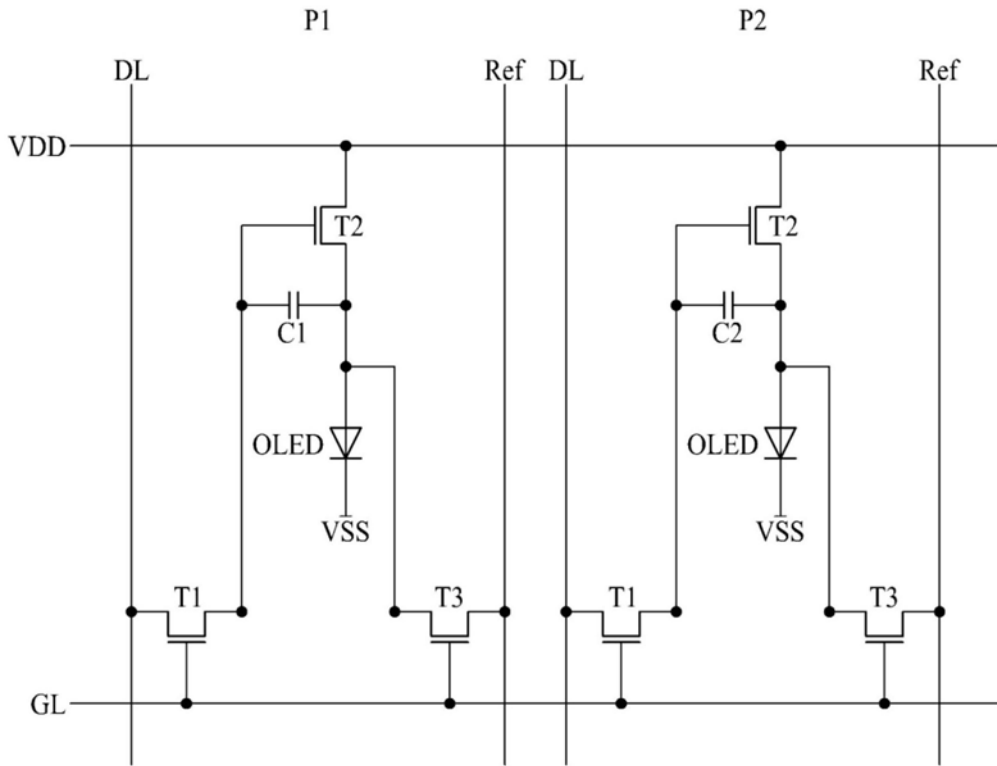 P1 P2
DL Ref DL Ref
VDD
T2 T2
C1 C2
OLED OLED
VSS VSS
T1 T3 T1 T3
GL